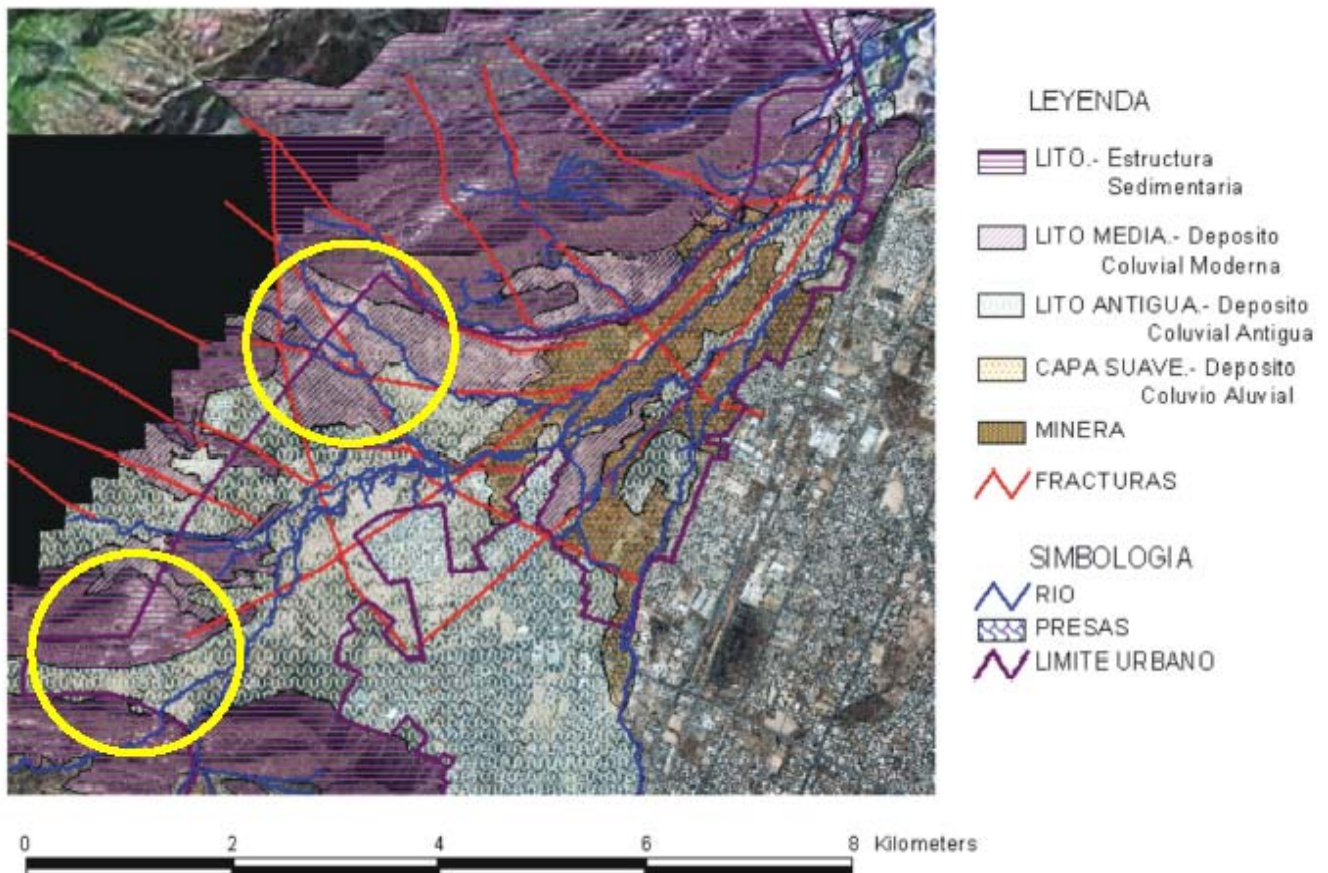 LEYENDA
LITO.- Estructura
Sedimentaria
LITO MEDIA.- Deposito
Coluvial Moderna
LITO ANTIGUA.- Deposito
Coluvial Antigua
CAPA SUAVE.- Deposito
Coluvio Aluvial
MINERA
FRACTURAS
SIMBOLOGIA
RIO
PRESAS
LIMITE URBANO
0 2 4 6 8 Kilometers